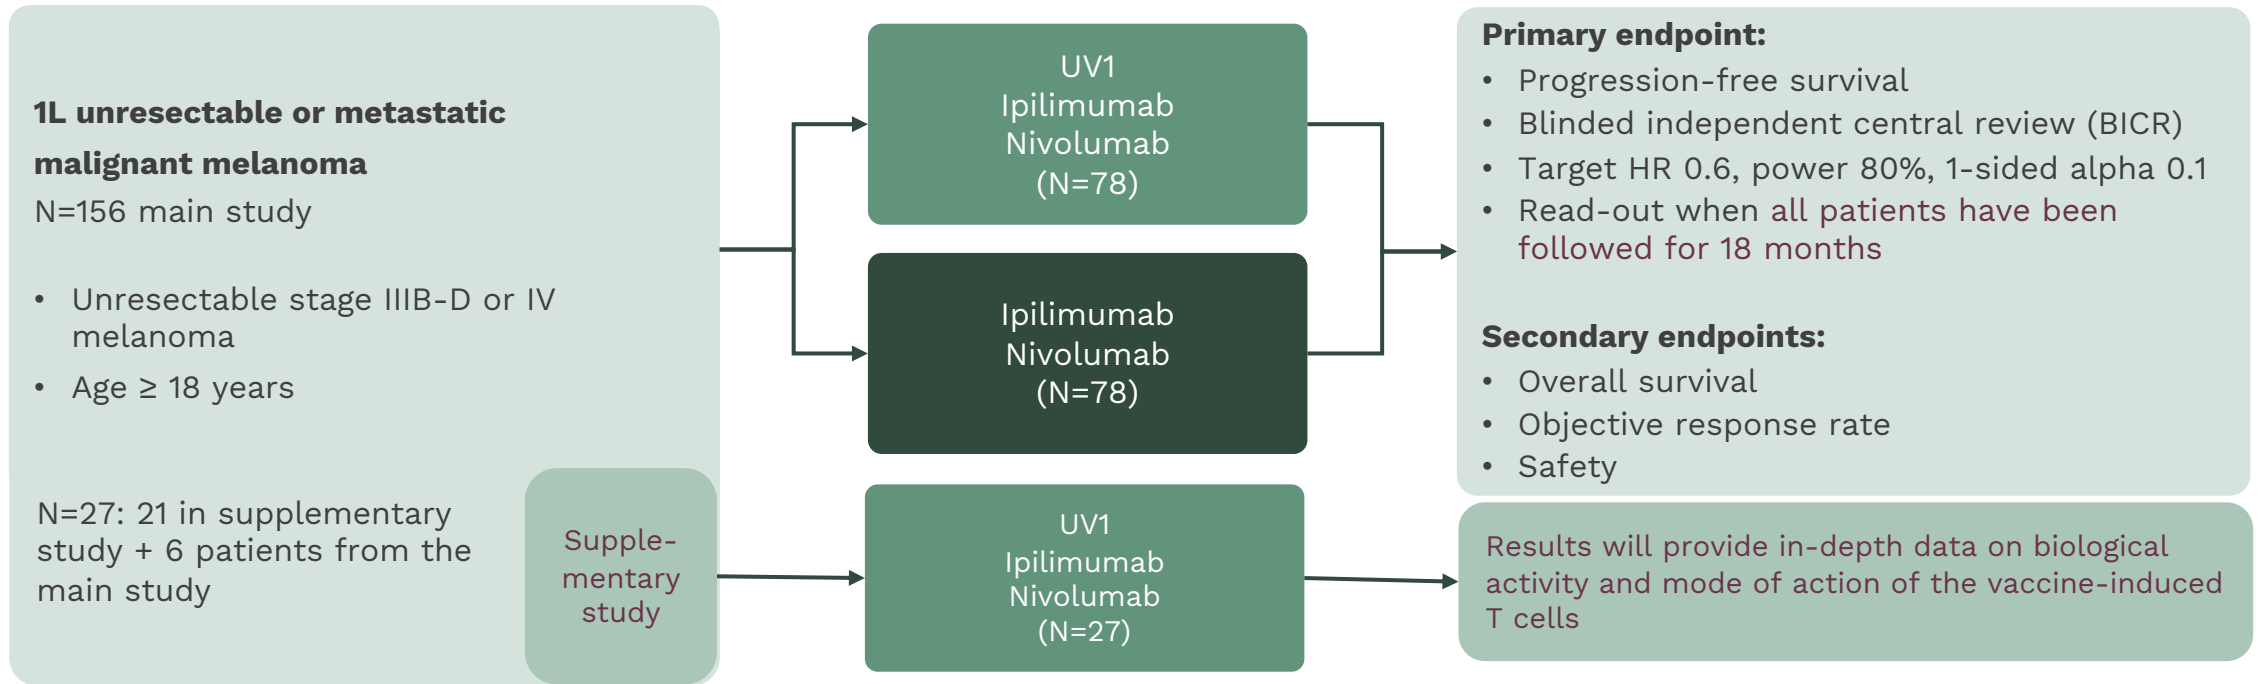 1L unresectable or metastatic
malignant melanoma
N=156 main study
• Unresectable stage IIIB-D or IV
melanoma
• Age ≥ 18 years
N=27: 21 in supplementary
study + 6 patients from the
main study
Supple-
mentary
study
UV1
Ipilimumab
Nivolumab
(N=78)
Ipilimumab
Nivolumab
(N=78)
UV1
Ipilimumab
Nivolumab
(N=27)
Primary endpoint:
• Progression-free survival
• Blinded independent central review (BICR)
• Target HR 0.6, power 80%, 1-sided alpha 0.1
• Read-out when all patients have been
followed for 18 months
Secondary endpoints:
• Overall survival
• Objective response rate
• Safety
Results will provide in-depth data on biological
activity and mode of action of the vaccine-induced
T cells